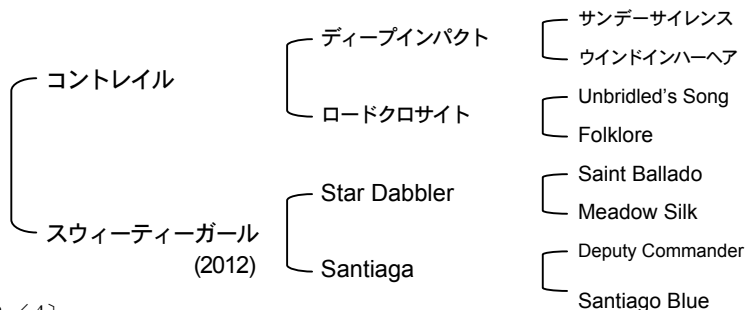 コントレイル
スウィーティーガール
(2012)
ディープインパクト
ロードクロサイト
Star Dabbler
Santiaga
サンデーサイレンス
ウインドインハーヘア
Unbridled's Song
Folklore
Saint Ballado
Meadow Silk
Deputy Commander
Santiago Blue